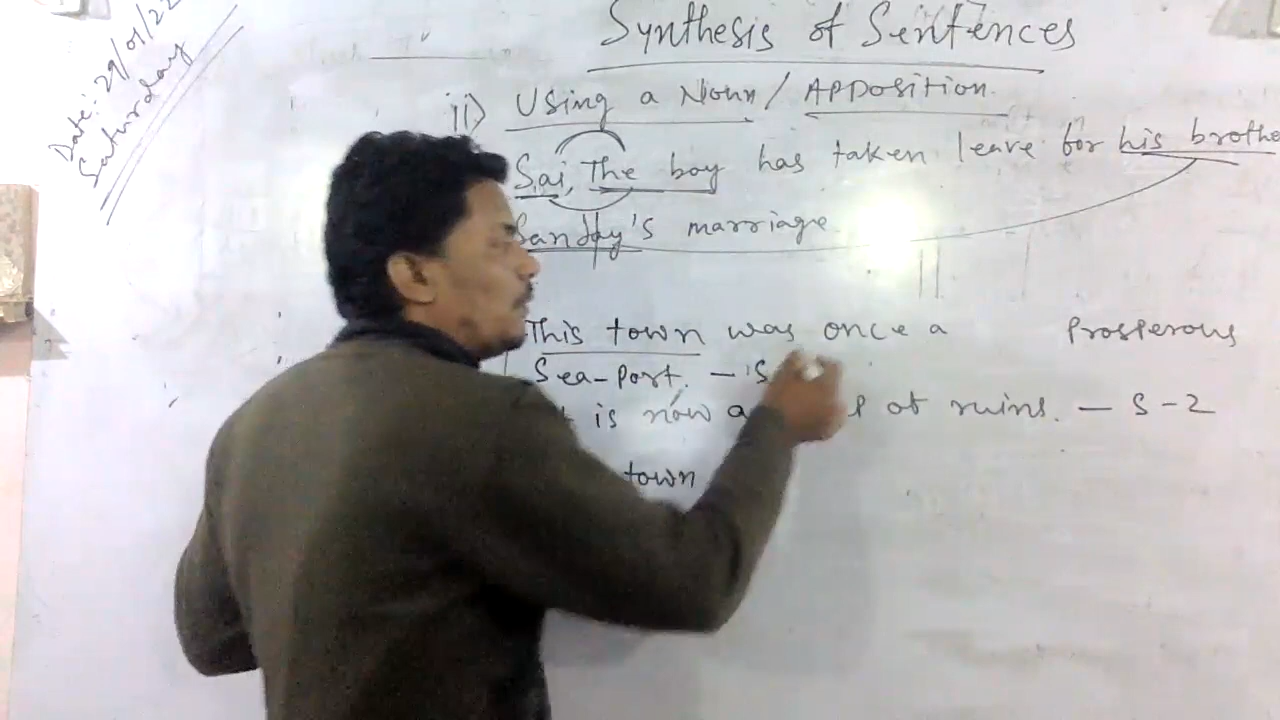 Date: 29/01/22
Saturday
Synthesis of Sentences
ii) Using a Noun/APPOSITION.
Sai, The boy has taken leave for his brothe
Sanddy's marriage.
This town was once a Prosperous
Sea-Port. - S
is now a of ruins. - S-2
town